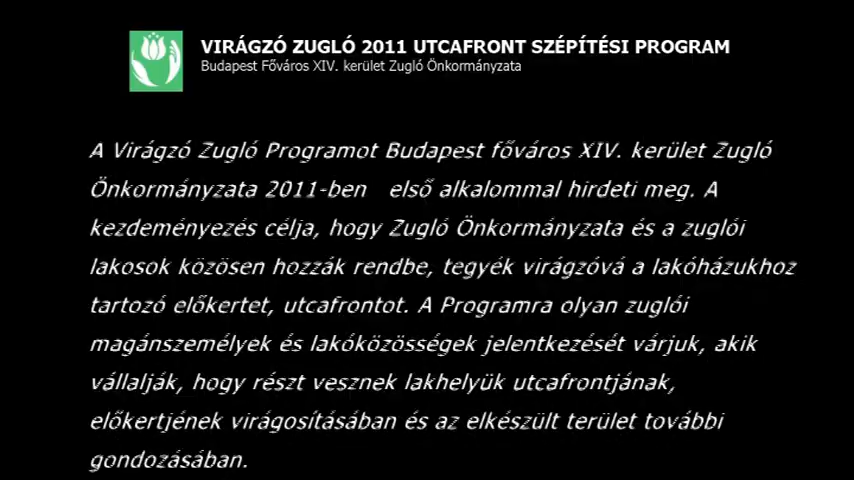 VIRÁGZÓ ZUGLÓ 2011 UTCAFRONT SZÉPÍTÉSI PROGRAM
Budapest Főváros XIV. kerület Zugló Önkormányzata
A Virágzó Zugló Programot Budapest főváros XIV. kerület Zugló
Önkormányzata 2011-ben első alkalommal hirdeti meg. A
kezdeményezés célja, hogy Zugló Önkormányzata és a zuglói
lakosok közösen hozzák rendbe, tegyék virágzóvá a lakóházukhoz
tartozó előkertet, utcafrontot. A Programra olyan zuglói
magánszemélyek és lakóközösségek jelentkezését várjuk, akik
vállalják, hogy részt vesznek lakhelyük utcafrontjának,
előkertjének virágosításában és az elkészült terület további
gondozásában.